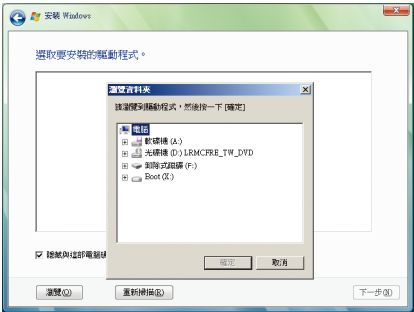 安裝 Windows
選取要安裝的驅動程式。
瀏覽資料夾
請瀏覽到驅動程式，然後按一下 [確定]
電腦
軟碟機 (A:)
光碟機 (D:) LRMCFRE_TW_DVD
卸除式磁碟 (F:)
Boot (X:)
隱藏與這部電腦硬
確定
取消
瀏覽(O)
重新掃描(R)
下一步(N)